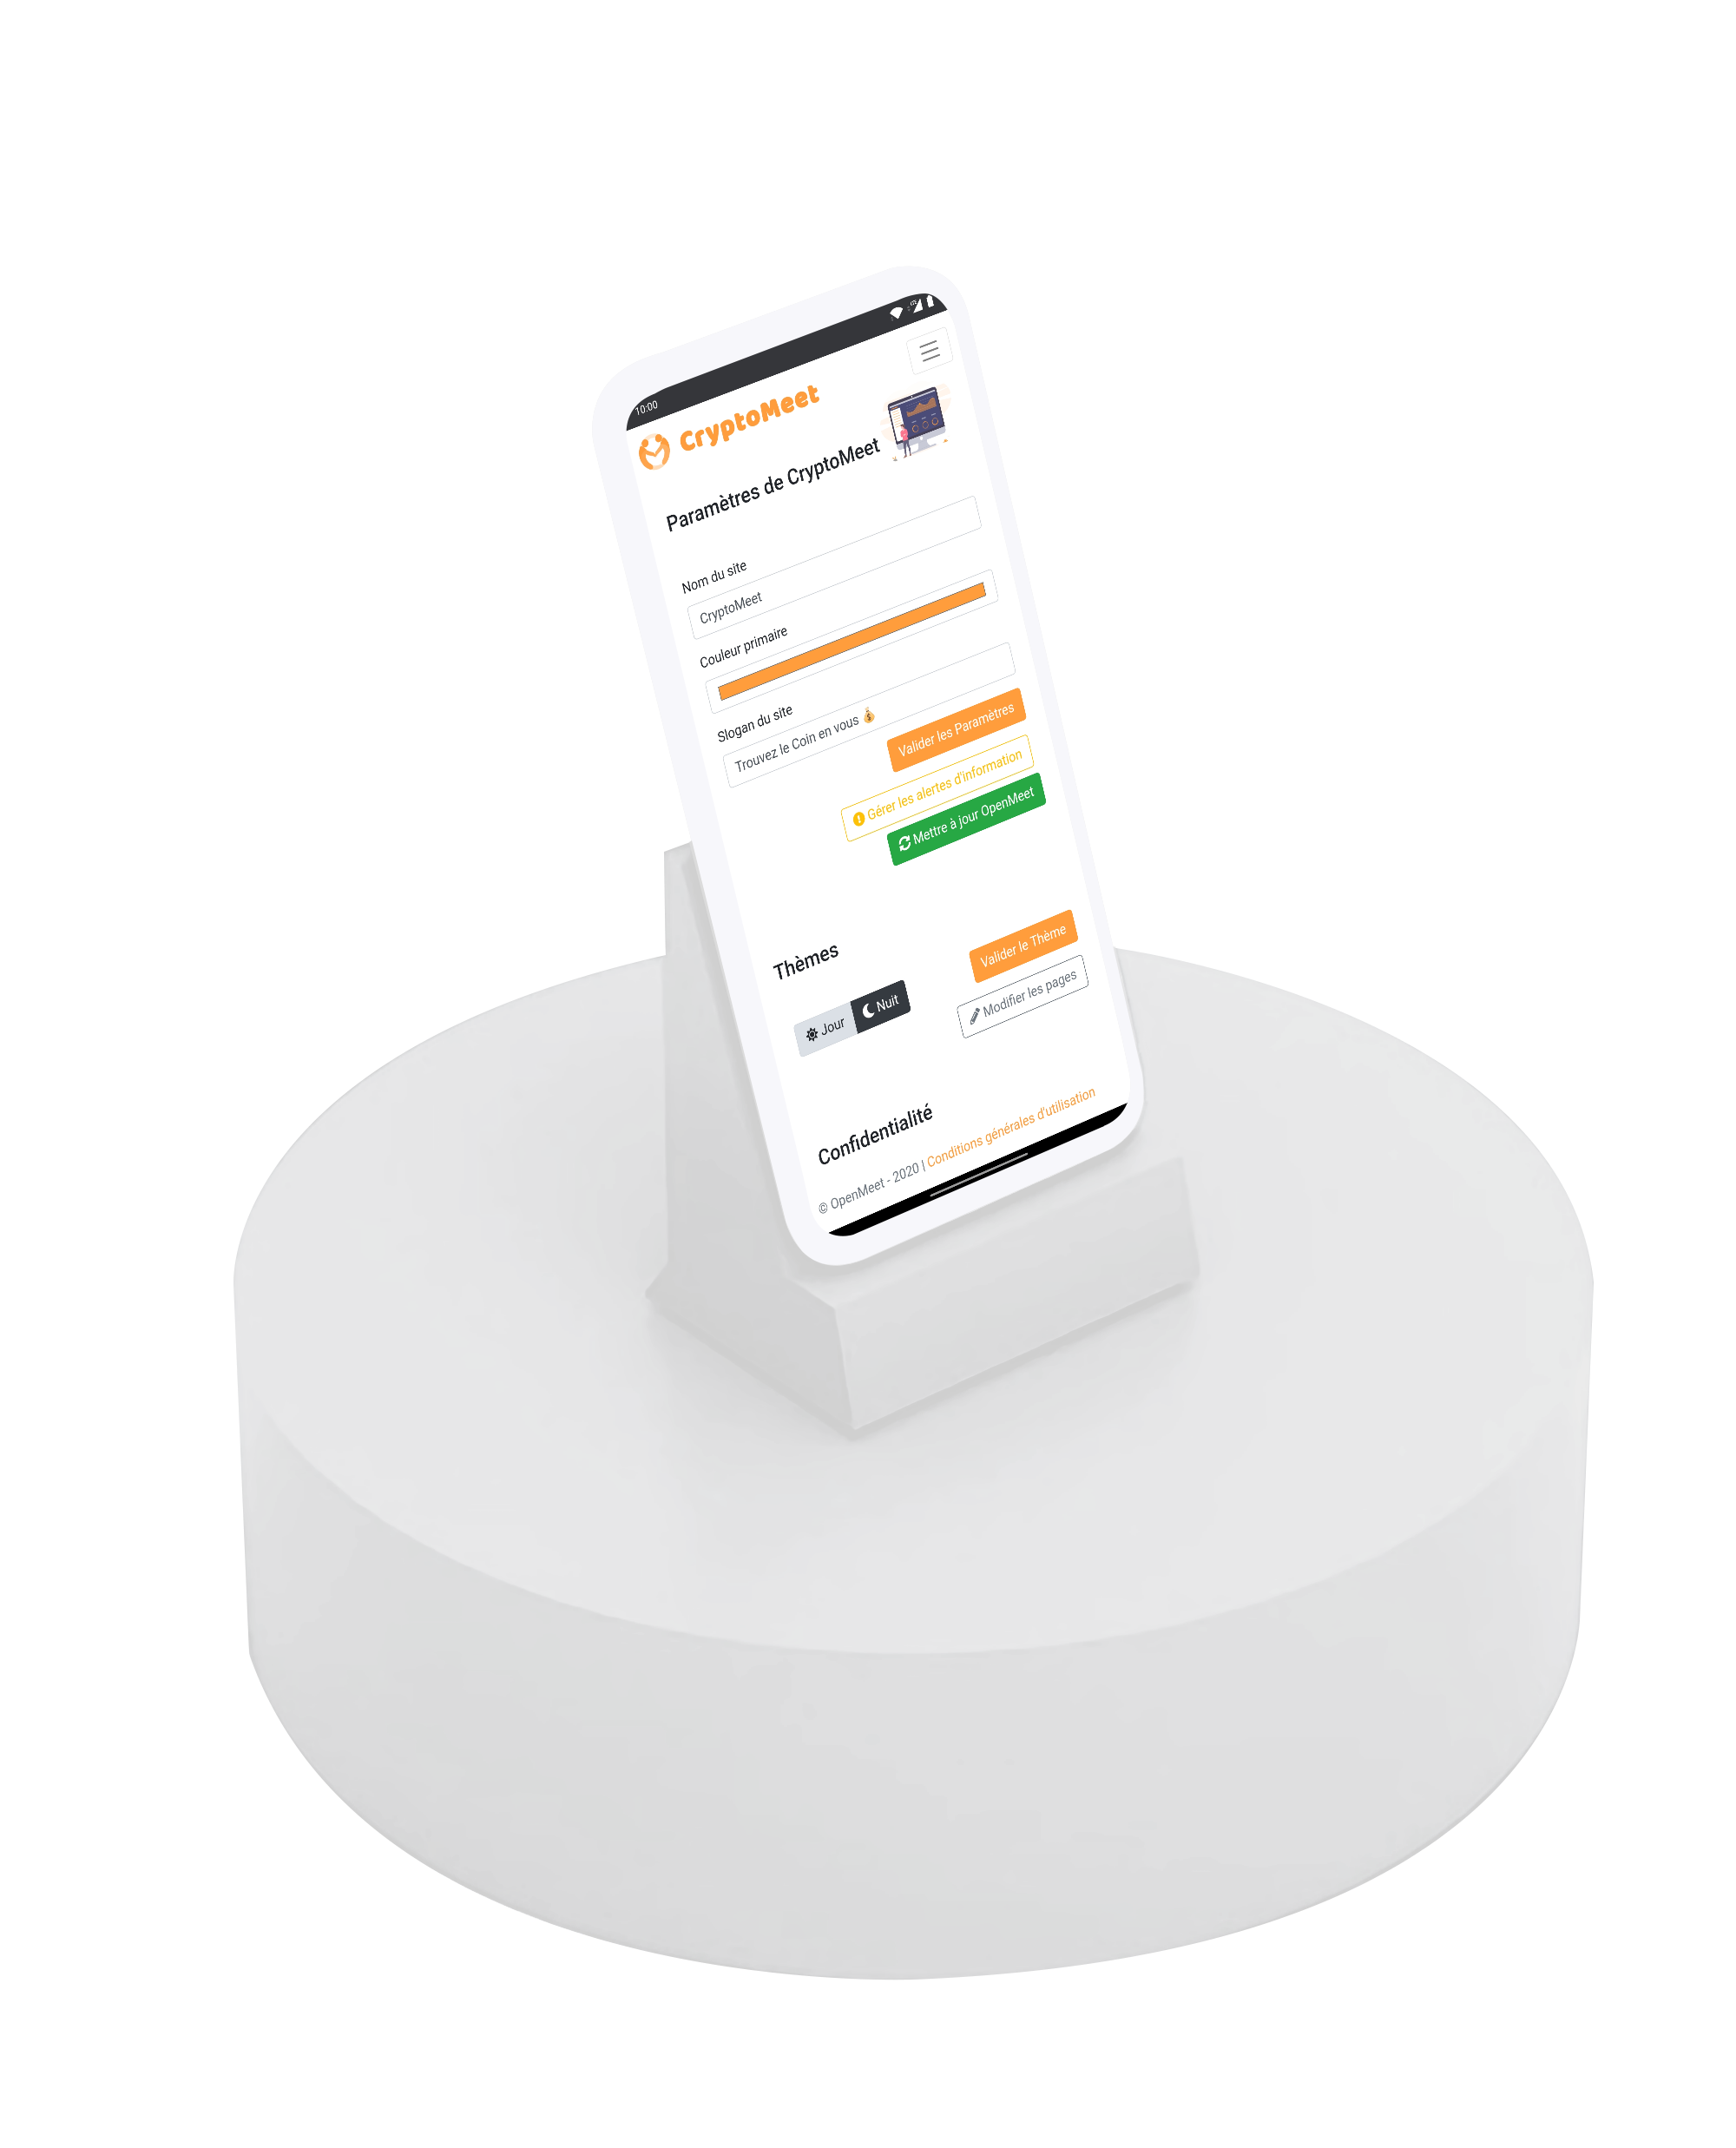 10:00
CryptoMeet
Paramètres de CryptoMeet
Nom du site
CryptoMeet
Couleur primaire
Slogan du site
Trouvez le Coin en vous 💰
Valider les Paramètres
Gérer les alertes d'information
Mettre à jour OpenMeet
Thèmes
Valider le Thème
Jour
Nuit
Modifier les pages
Confidentialité
© OpenMeet - 2020 | Conditions générales d'utilisation